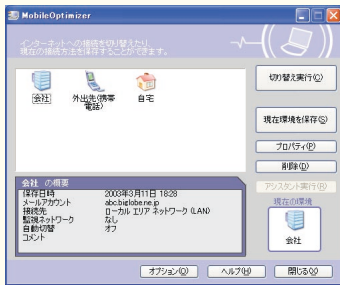 MobileOptimizer
インターネットへの接続を切り替えたり、
現在の接続方法を保存することができます。
会社
外出先(携帯
電話)
自宅
切り替え実行(C)
現在環境を保存(S)
プロパティ(P)
削除(D)
アシスタント実行(R)
現在の環境
会社
会社 の概要
保存日時 2003年3月11日 18:28
メールアカウント abc.biglobe.ne.jp
接続先 ローカル エリア ネットワーク (LAN)
監視ネットワーク なし
自動切替 オフ
コメント
オプション(O)
ヘルプ(H)
閉じる(X)